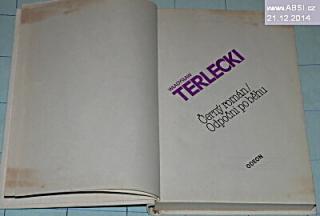 www.ABSI.cz
21.12.2014
WŁADYSŁAW
TERLECKI
Černý román/
Odpočiň po běhu
ODEON